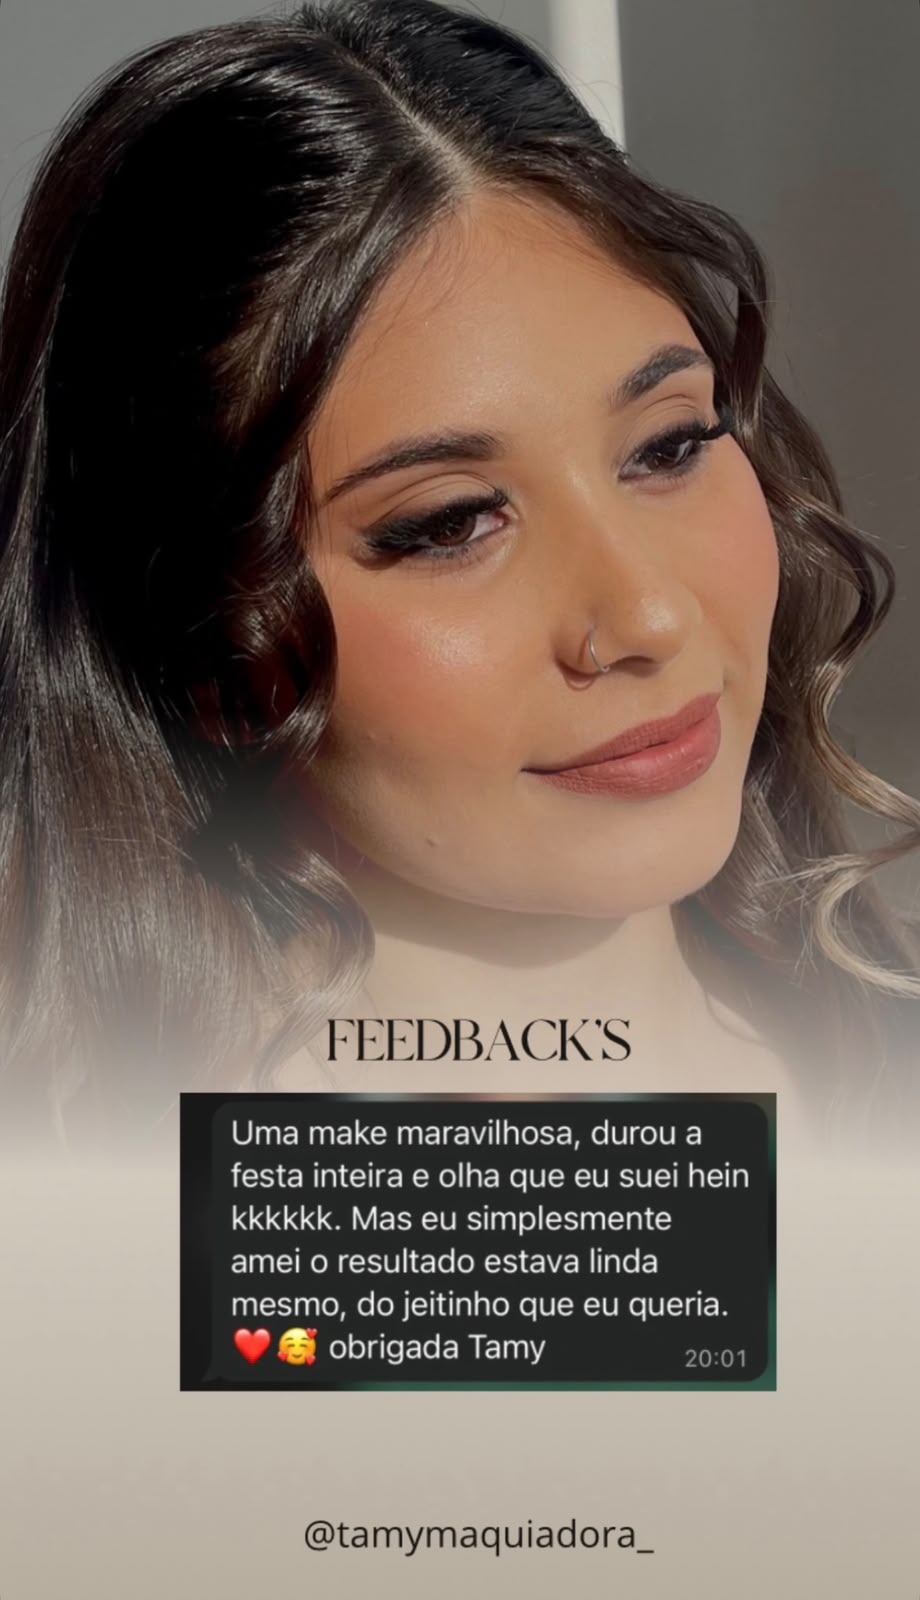 FEEDBACK'S
Uma make maravilhosa, durou a
festa inteira e olha que eu suei hein
kkkkkk. Mas eu simplesmente
amei o resultado estava linda
mesmo, do jeitinho que eu queria.
❤️🥰 obrigada Tamy
20:01
@tamymaquiadora_